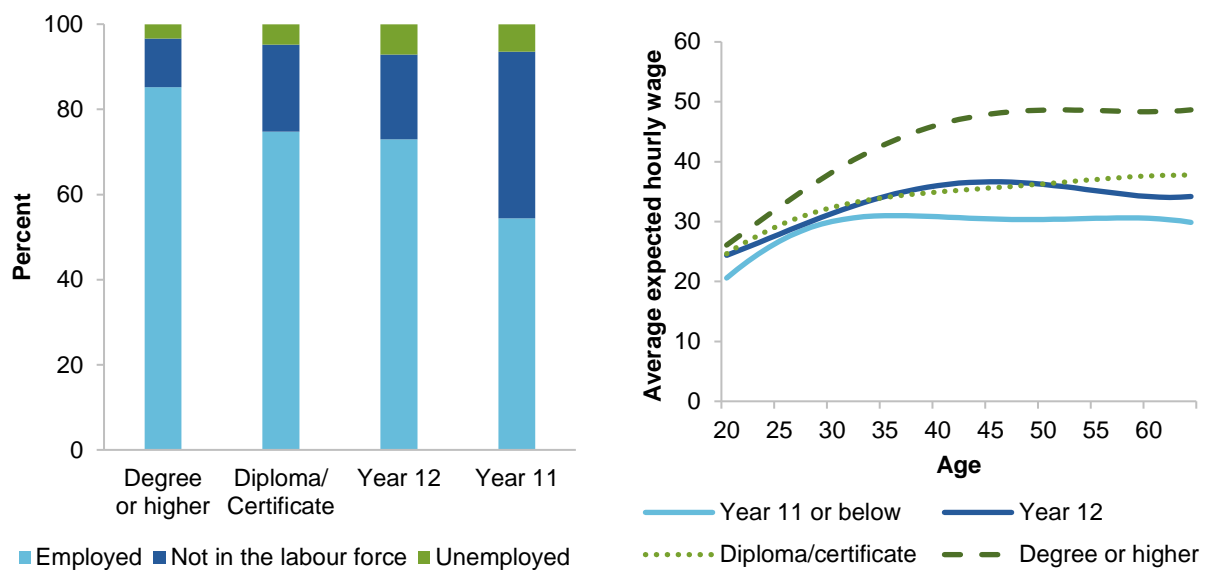 100
80
60
40
20
0
Percent
Degree or higher
Diploma/ Certificate
Year 12
Year 11
Employed
Not in the labour force
Unemployed
60
50
40
30
20
10
0
Average expected hourly wage
20 25 30 35 40 45 50 55 60
Age
Year 11 or below
Year 12
Diploma/certificate
Degree or higher